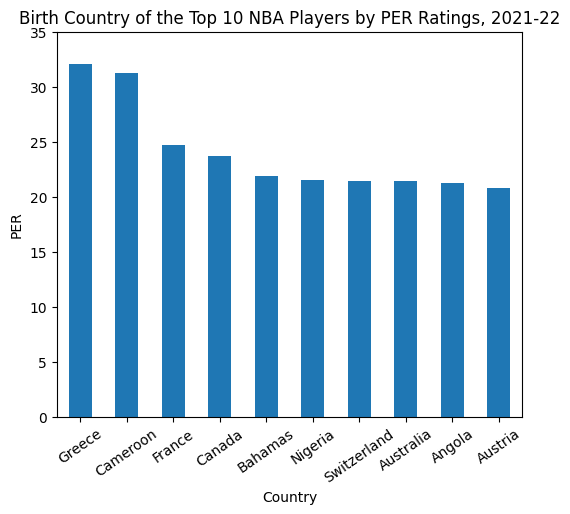 Birth Country of the Top 10 NBA Players by PER Ratings, 2021-22
35
30
25
20
15
10
5
0
PER
Greece
Cameroon
France
Canada
Bahamas
Nigeria
Switzerland
Australia
Angola
Austria
Country